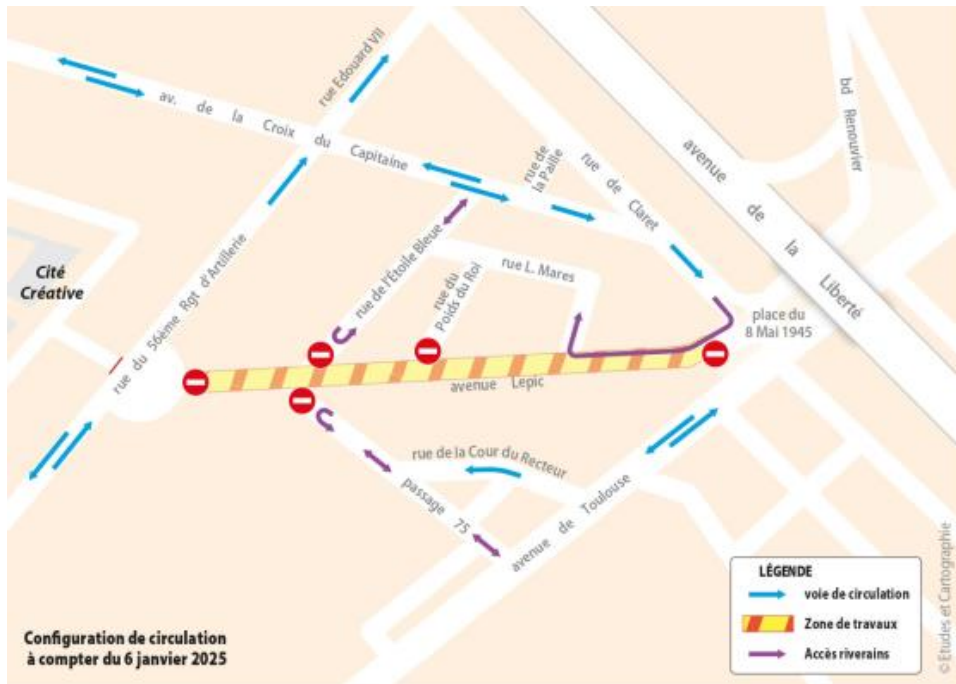 rue Edouard VII
bd Renouvier
av. de la Croix du Capitaine
avenue de la Liberté
rue de
la Paille
rue de Claret
rue du 56ème Rgt d'Artillerie
rue de l'Étoile Bleue
rue L. Mares
rue du
Poids du Roi
Cité
Créative
place du
8 Mai 1945
avenue Lepic
rue de la Cour du Recteur
passage 75
avenue de Toulouse
LÉGENDE
voie de circulation
Zone de travaux
Accès riverains
Configuration de circulation
à compter du 6 janvier 2025
© Etudes et Cartographie